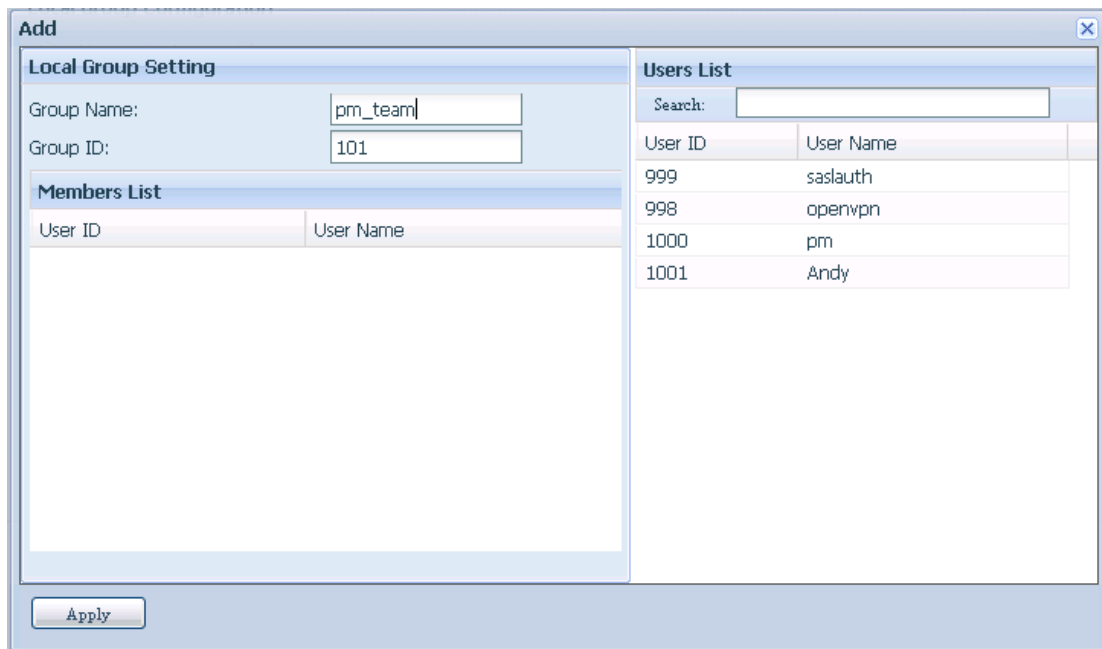 Add
Local Group Setting
Group Name: pm_team
Group ID: 101
Members List
User ID User Name
Users List
Search:
User ID User Name
999 saslauth
998 openvpn
1000 pm
1001 Andy
Apply